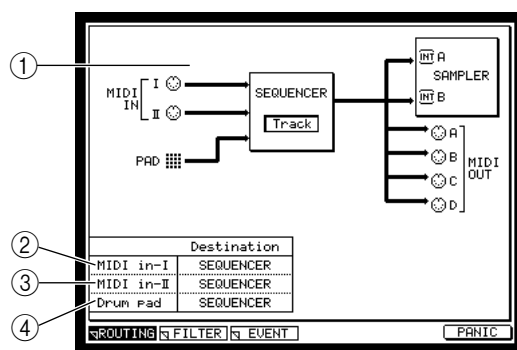 1
MIDI IN
I
II
PAD
SEQUENCER
Track
INT A
SAMPLER
INT B
A
B
C
D
MIDI OUT
Destination
2
MIDI in-I SEQUENCER
3
MIDI in-II SEQUENCER
4
Drum pad SEQUENCER
ROUTING FILTER EVENT PANIC